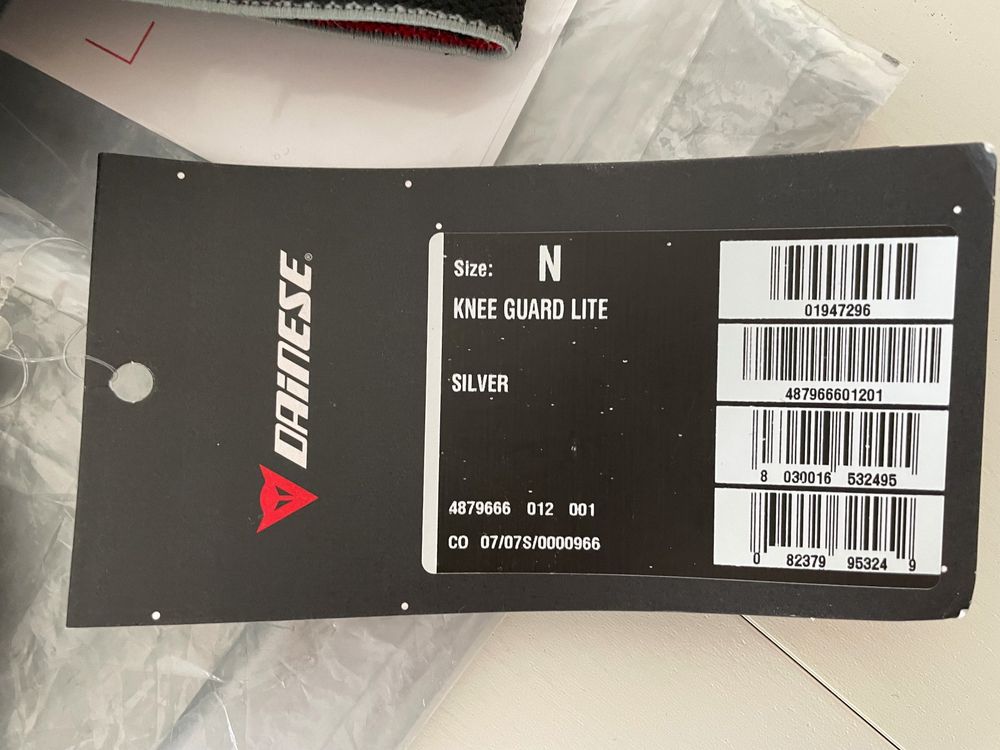 DAINESE®
Size: N
KNEE GUARD LITE
SILVER
4879666 012 001
CO 07/07S/0000966
01947296
487966601201
8 030016 532495
0 82379 95324 9